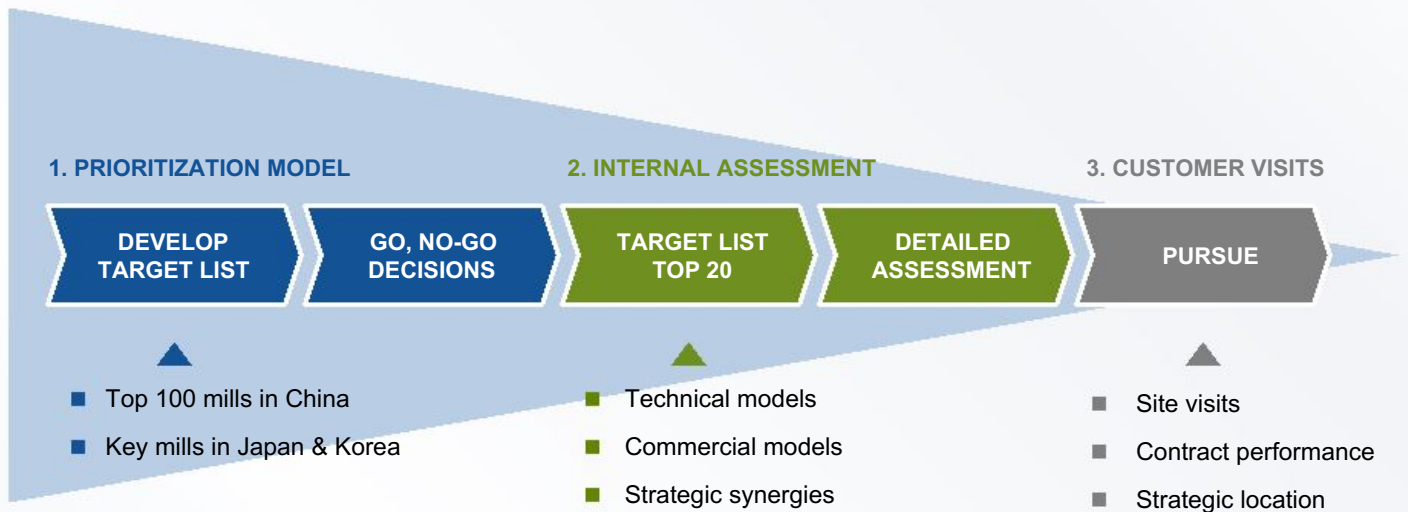 1. PRIORITIZATION MODEL
2. INTERNAL ASSESSMENT
3. CUSTOMER VISITS
DEVELOP
TARGET LIST
GO, NO-GO
DECISIONS
TARGET LIST
TOP 20
DETAILED
ASSESSMENT
PURSUE
Top 100 mills in China
Key mills in Japan & Korea
Technical models
Commercial models
Strategic synergies
Site visits
Contract performance
Strategic location